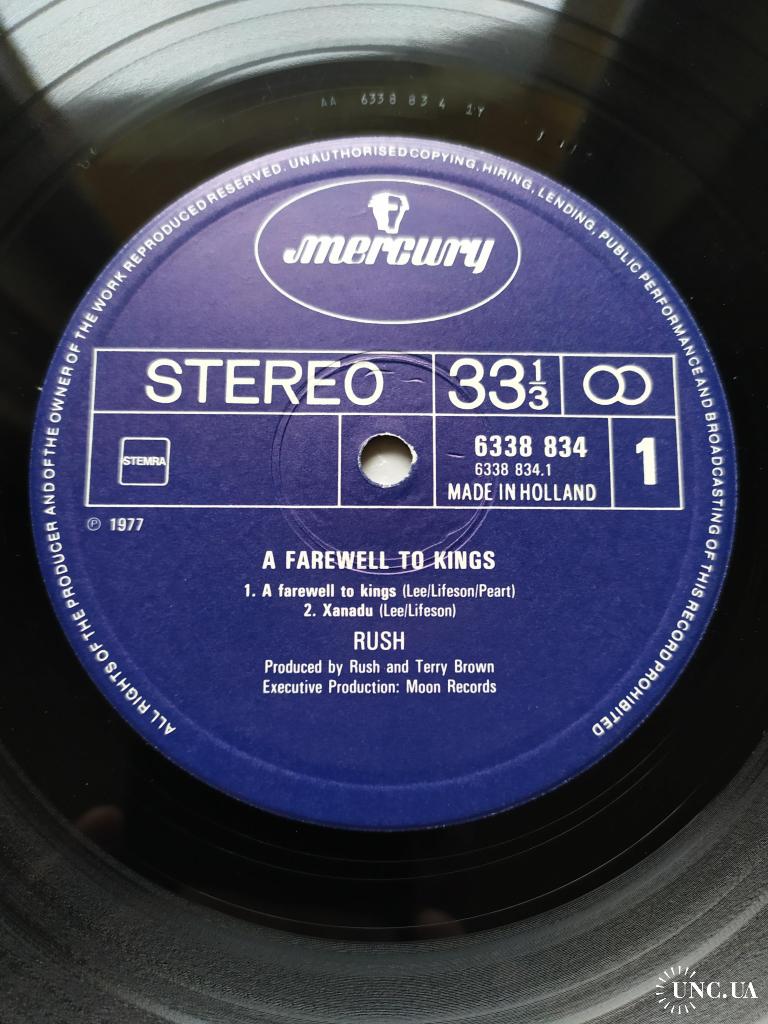 AA 6338 834 1Y
ALL RIGHTS OF THE PRODUCER AND OF THE OWNER OF THE WORK REPRODUCED RESERVED. UNAUTHORISED COPYING, HIRING, LENDING, PUBLIC PERFORMANCE AND BROADCASTING OF THIS RECORD PROHIBITED
mercury
STEREO 33 1/3
STEMRA
6338 834
6338 834.1
MADE IN HOLLAND
1
℗ 1977
A FAREWELL TO KINGS
1. A farewell to kings (Lee/Lifeson/Peart)
2. Xanadu (Lee/Lifeson)
RUSH
Produced by Rush and Terry Brown
Executive Production: Moon Records
UNC.UA